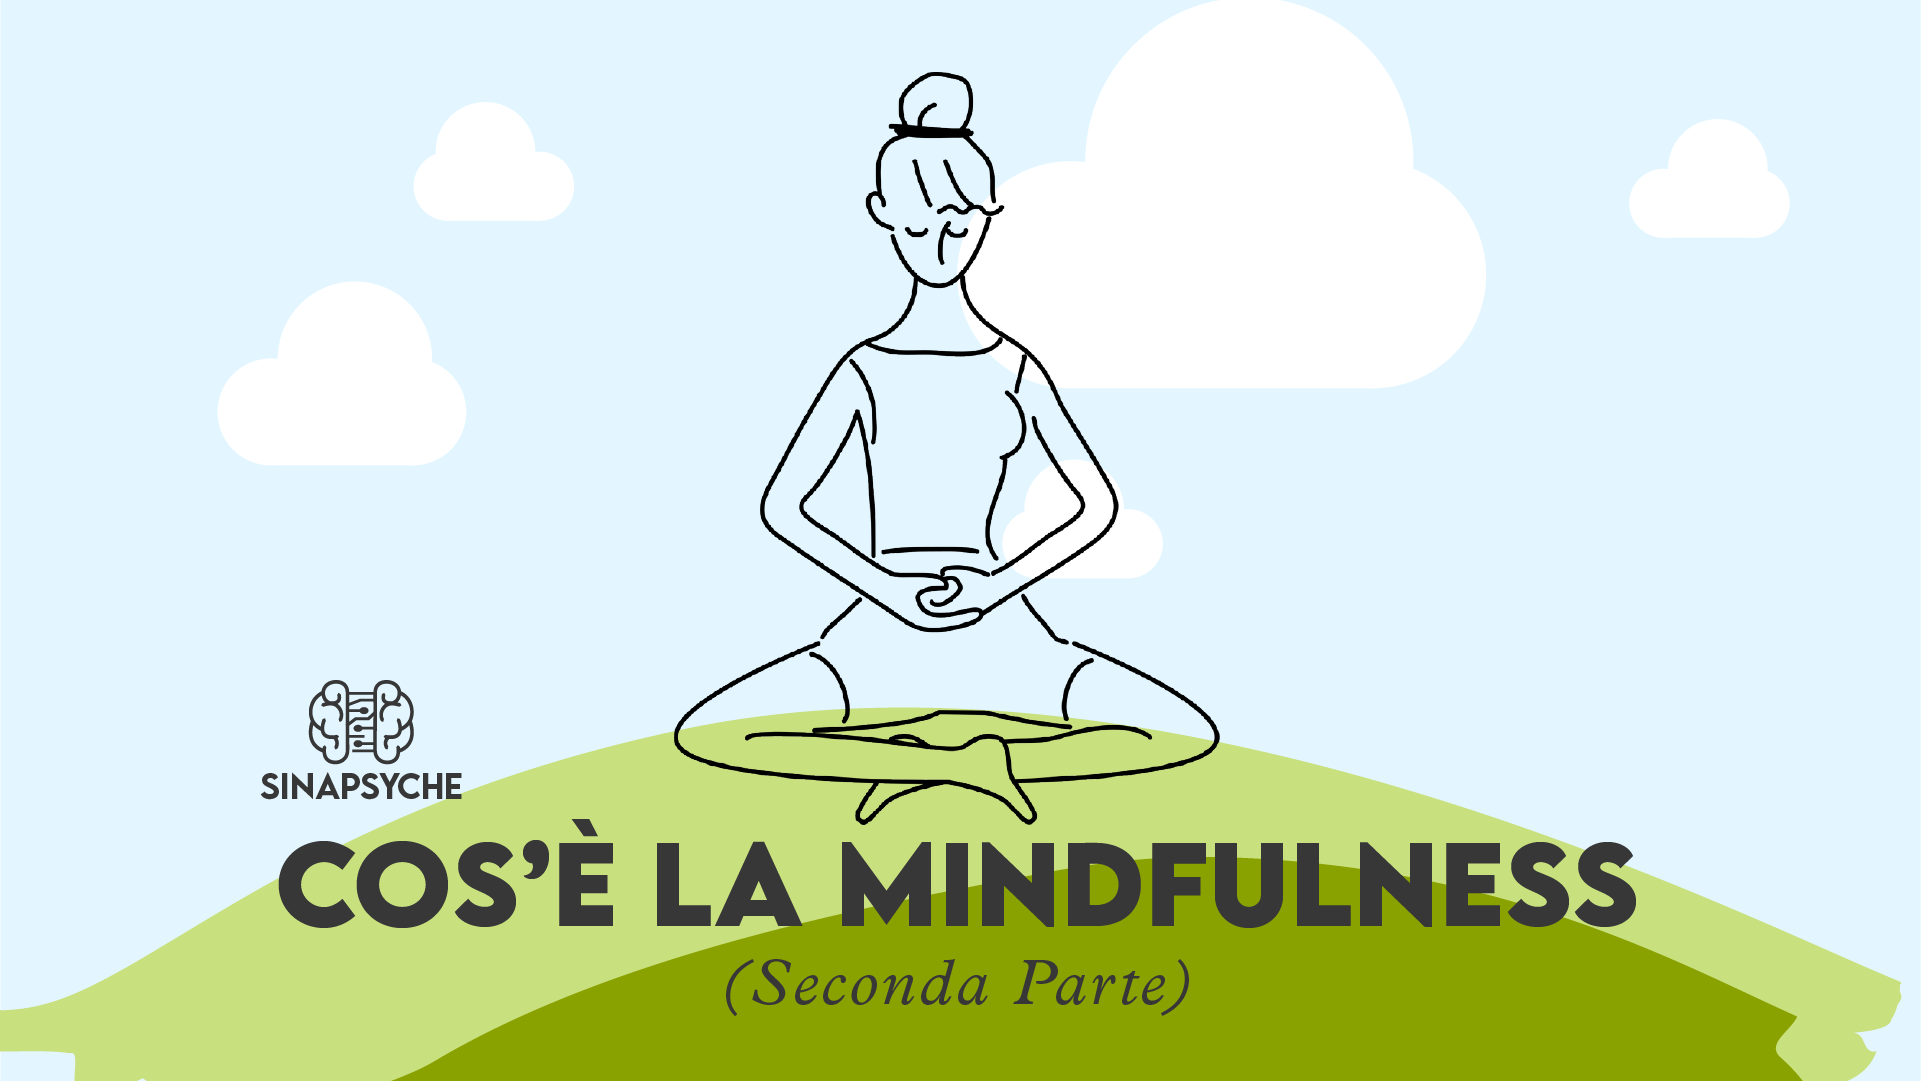 SINAPSYCHE
COS'È LA MINDFULNESS
(Seconda Parte)